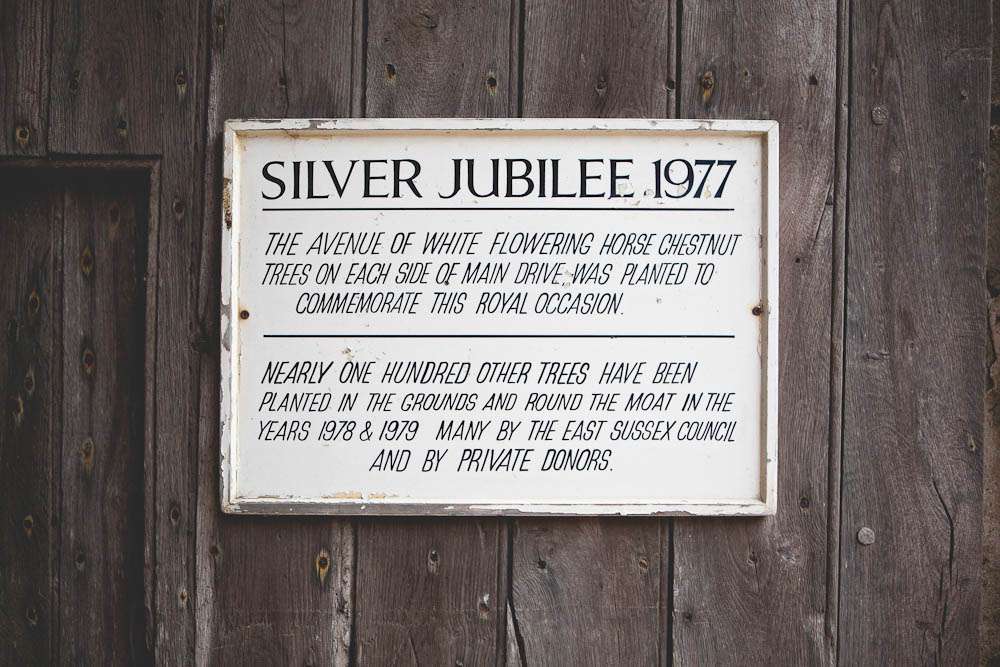 SILVER JUBILEE. 1977
THE AVENUE OF WHITE FLOWERING HORSE CHESTNUT
TREES ON EACH SIDE OF MAIN DRIVE, WAS PLANTED TO
COMMEMORATE THIS ROYAL OCCASION.
NEARLY ONE HUNDRED OTHER TREES HAVE BEEN
PLANTED IN THE GROUNDS AND ROUND THE MOAT IN THE
YEARS 1978 & 1979 MANY BY THE EAST SUSSEX COUNCIL
AND BY PRIVATE DONORS.